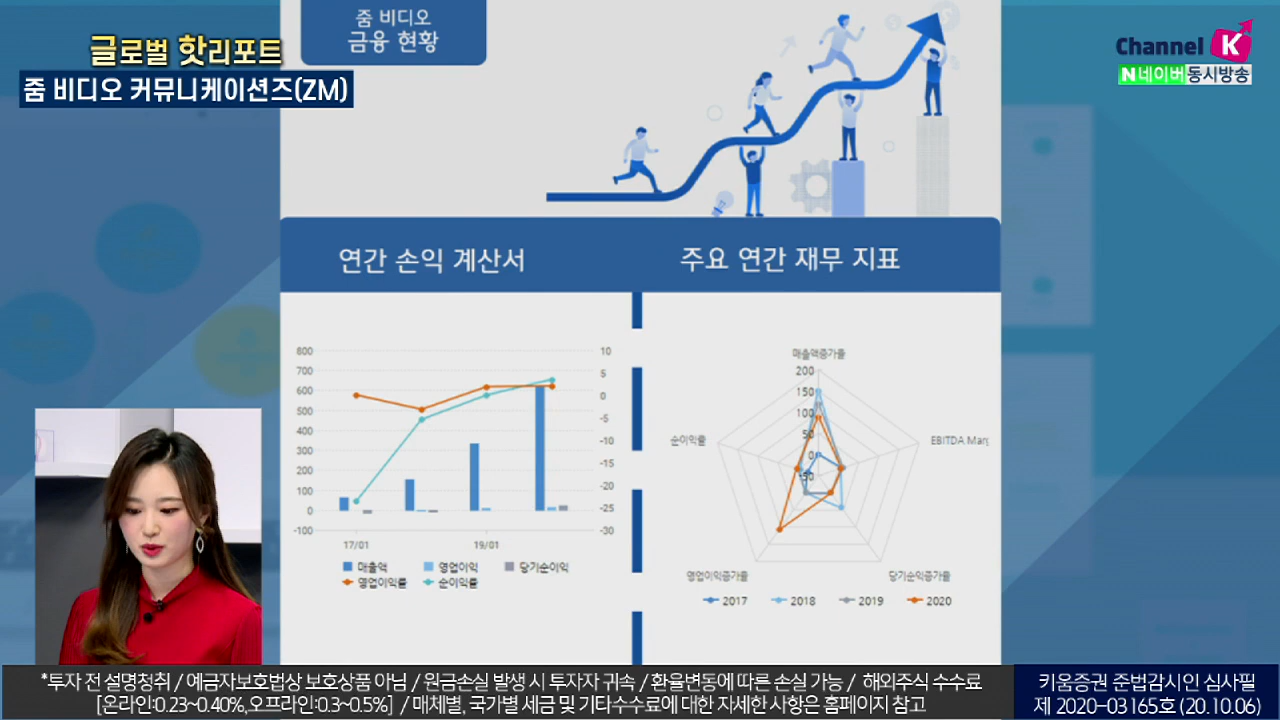 줌 비디오
금융 현황
글로벌 핫리포트
줌 비디오 커뮤니케이션즈(ZM)
Channel K
N네이버동시방송
연간 손익 계산서
주요 연간 재무 지표
800
700
600
500
400
300
200
100
0
-100
10
5
0
-5
-10
-15
-20
-25
-30
17/01
19/01
매출액
영업이익
당기순이익
영업이익률
순이익률
매출액증가율
200
150
100
50
0
-50
순이익률
EBITDA Marg
영업이익증가율
당기순익증가율
2017
2018
2019
2020
*투자 전 설명청취 / 예금자보호법상 보호상품 아님 / 원금손실 발생 시 투자자 귀속 / 환율변동에 따른 손실 가능 / 해외주식 수수료
[온라인:0.23~0.40%,오프라인:0.3~0.5%] / 매체별, 국가별 세금 및 기타수수료에 대한 자세한 사항은 홈페이지 참고
키움증권 준법감시인 심사필
제 2020-03165호 (20.10.06)